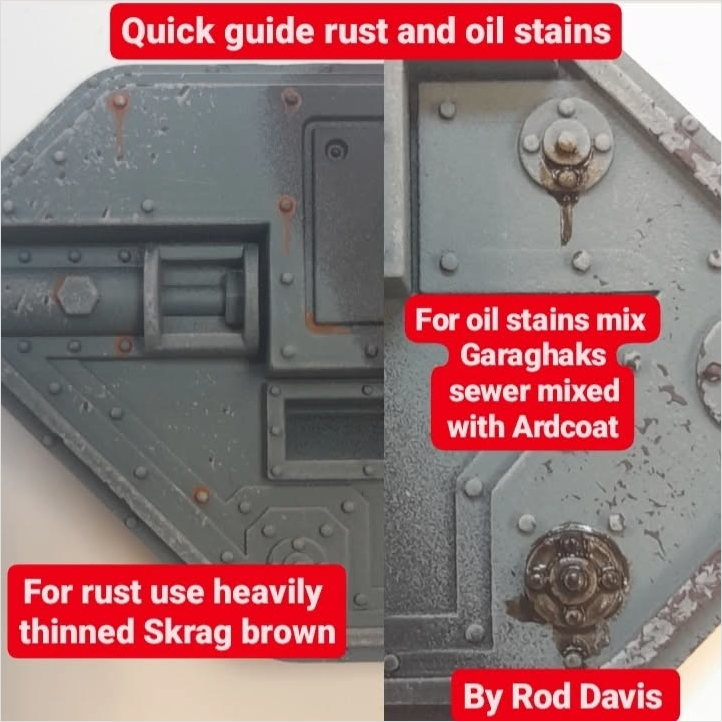 Quick guide rust and oil stains
For oil stains mix
Garaghaks
sewer mixed
with Ardcoat
For rust use heavily
thinned Skrag brown
By Rod Davis